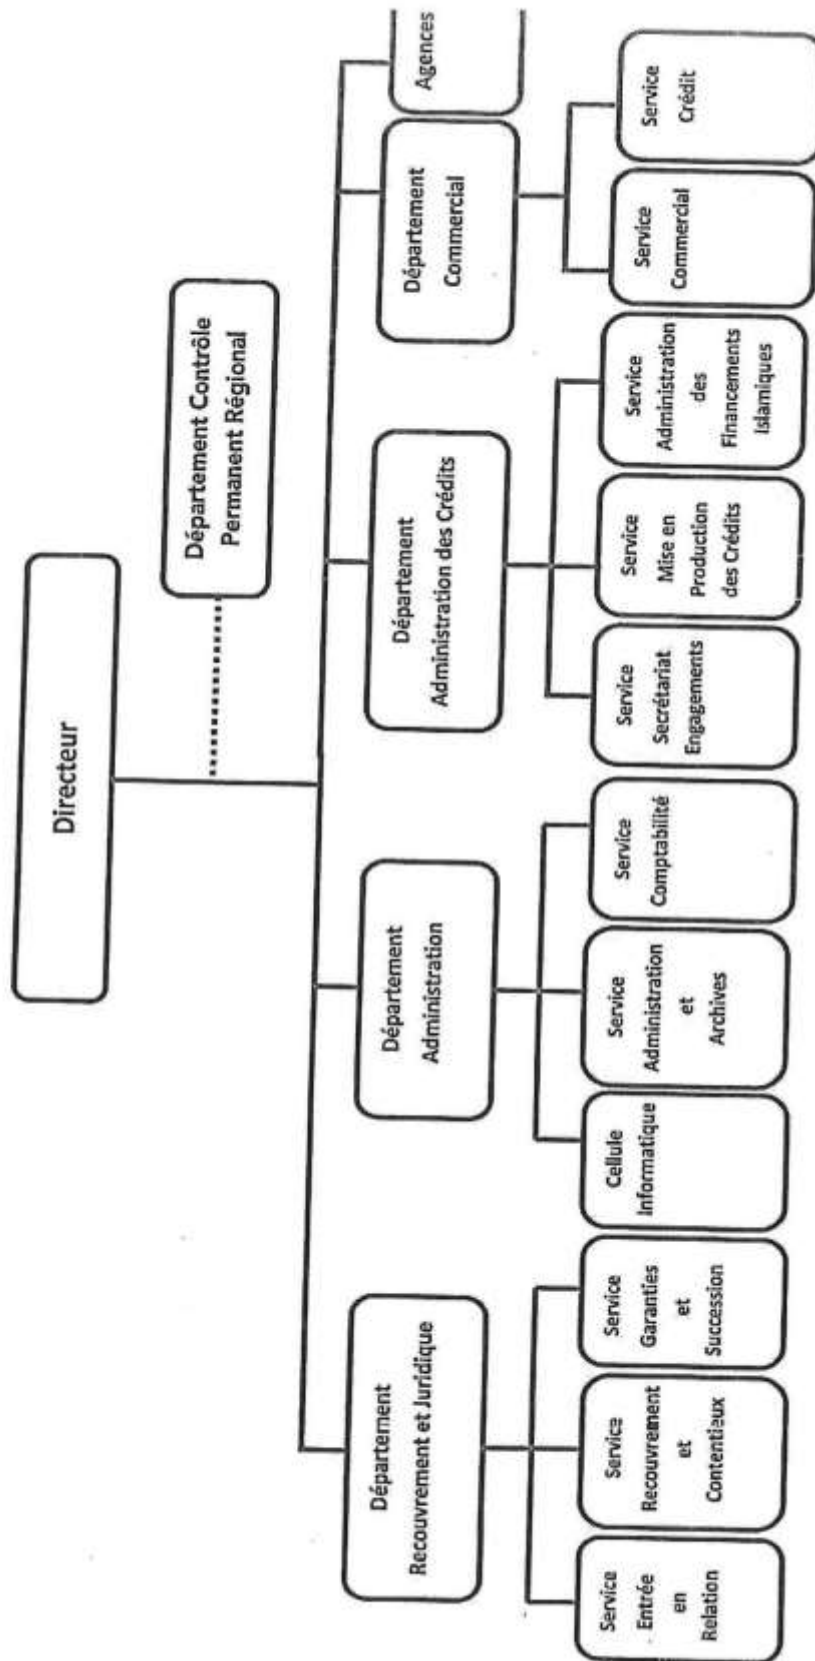 Directeur
Département Contrôle
Permanent Régional
Département
Recouvrement et Juridique
Département
Administration
Département
Administration des Crédits
Département
Commercial
Agences
Service
Entrée
en
Relation
Service
Recouvrement
et
Contentieux
Service
Garanties
et
Succession
Cellule
Informatique
Service
Administration
et
Archives
Service
Comptabilité
Service
Secrétariat
Engagements
Service
Mise en
Production
des Crédits
Service
Administration
des
Financements
Islamiques
Service
Commercial
Service
Crédit